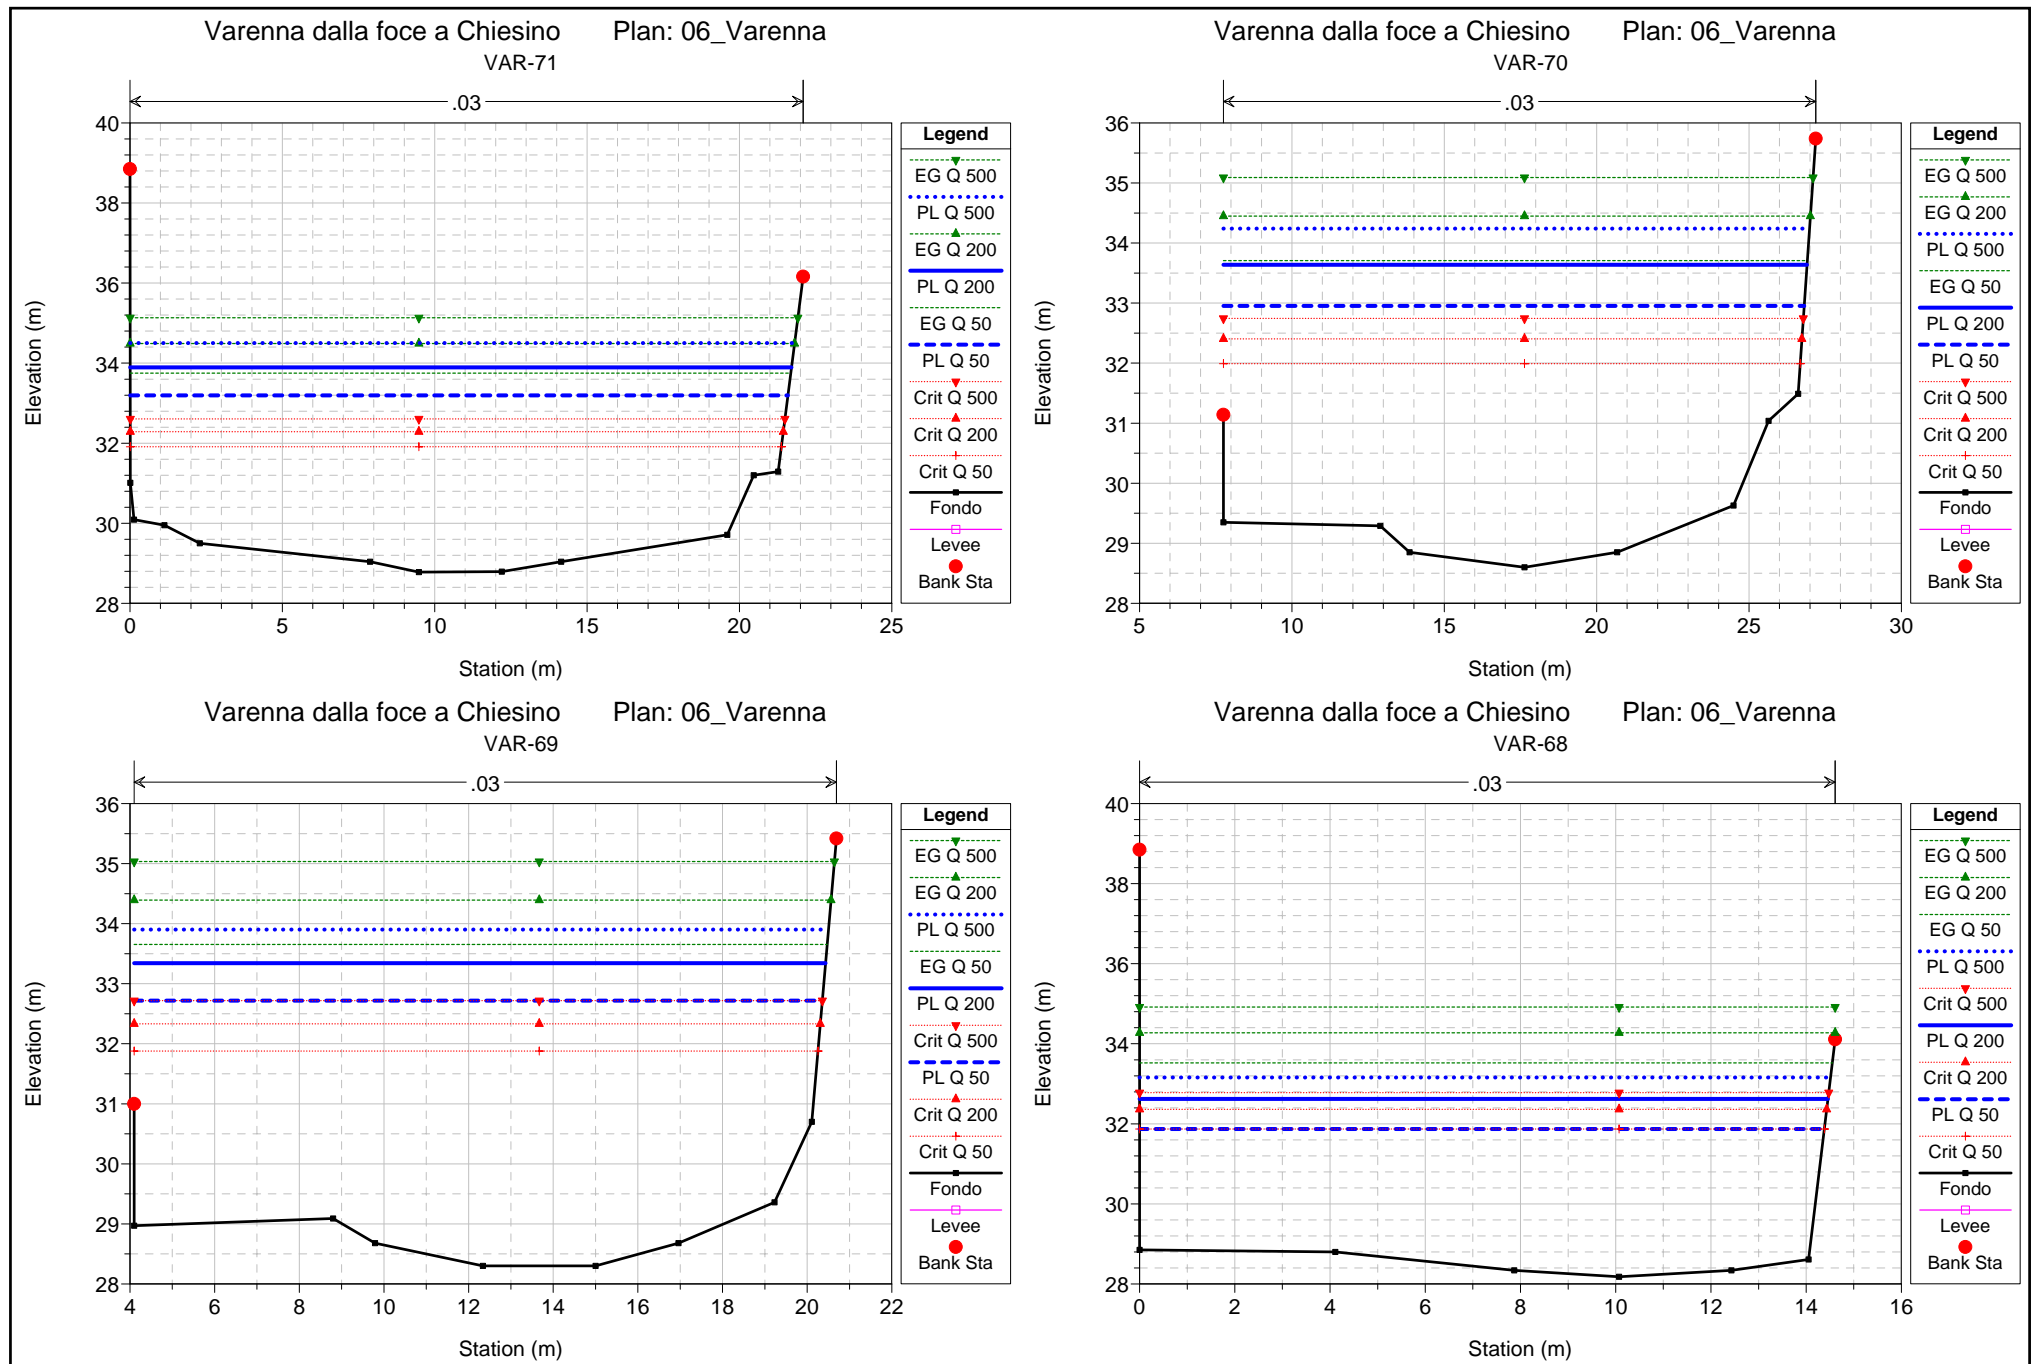 Varenna dalla foce a Chiesino Plan: 06_Varenna
VAR-71
.03
40
38
36
34
32
30
28
0 5 10 15 20 25
Station (m)
Elevation (m)
Legend
EG Q 500
PL Q 500
EG Q 200
PL Q 200
EG Q 50
PL Q 50
Crit Q 500
Crit Q 200
Crit Q 50
Fondo
Levee
Bank Sta
Varenna dalla foce a Chiesino Plan: 06_Varenna
VAR-70
.03
36
35
34
33
32
31
30
29
28
5 10 15 20 25 30
Station (m)
Elevation (m)
Legend
EG Q 500
EG Q 200
PL Q 500
EG Q 50
PL Q 200
PL Q 50
Crit Q 500
Crit Q 200
Crit Q 50
Fondo
Levee
Bank Sta
Varenna dalla foce a Chiesino Plan: 06_Varenna
VAR-69
.03
36
35
34
33
32
31
30
29
28
4 6 8 10 12 14 16 18 20 22
Station (m)
Elevation (m)
Legend
EG Q 500
EG Q 200
PL Q 500
EG Q 50
PL Q 200
Crit Q 500
PL Q 50
Crit Q 200
Crit Q 50
Fondo
Levee
Bank Sta
Varenna dalla foce a Chiesino Plan: 06_Varenna
VAR-68
.03
40
38
36
34
32
30
28
0 2 4 6 8 10 12 14 16
Station (m)
Elevation (m)
Legend
EG Q 500
EG Q 200
EG Q 50
PL Q 500
Crit Q 500
PL Q 200
Crit Q 200
PL Q 50
Crit Q 50
Fondo
Levee
Bank Sta